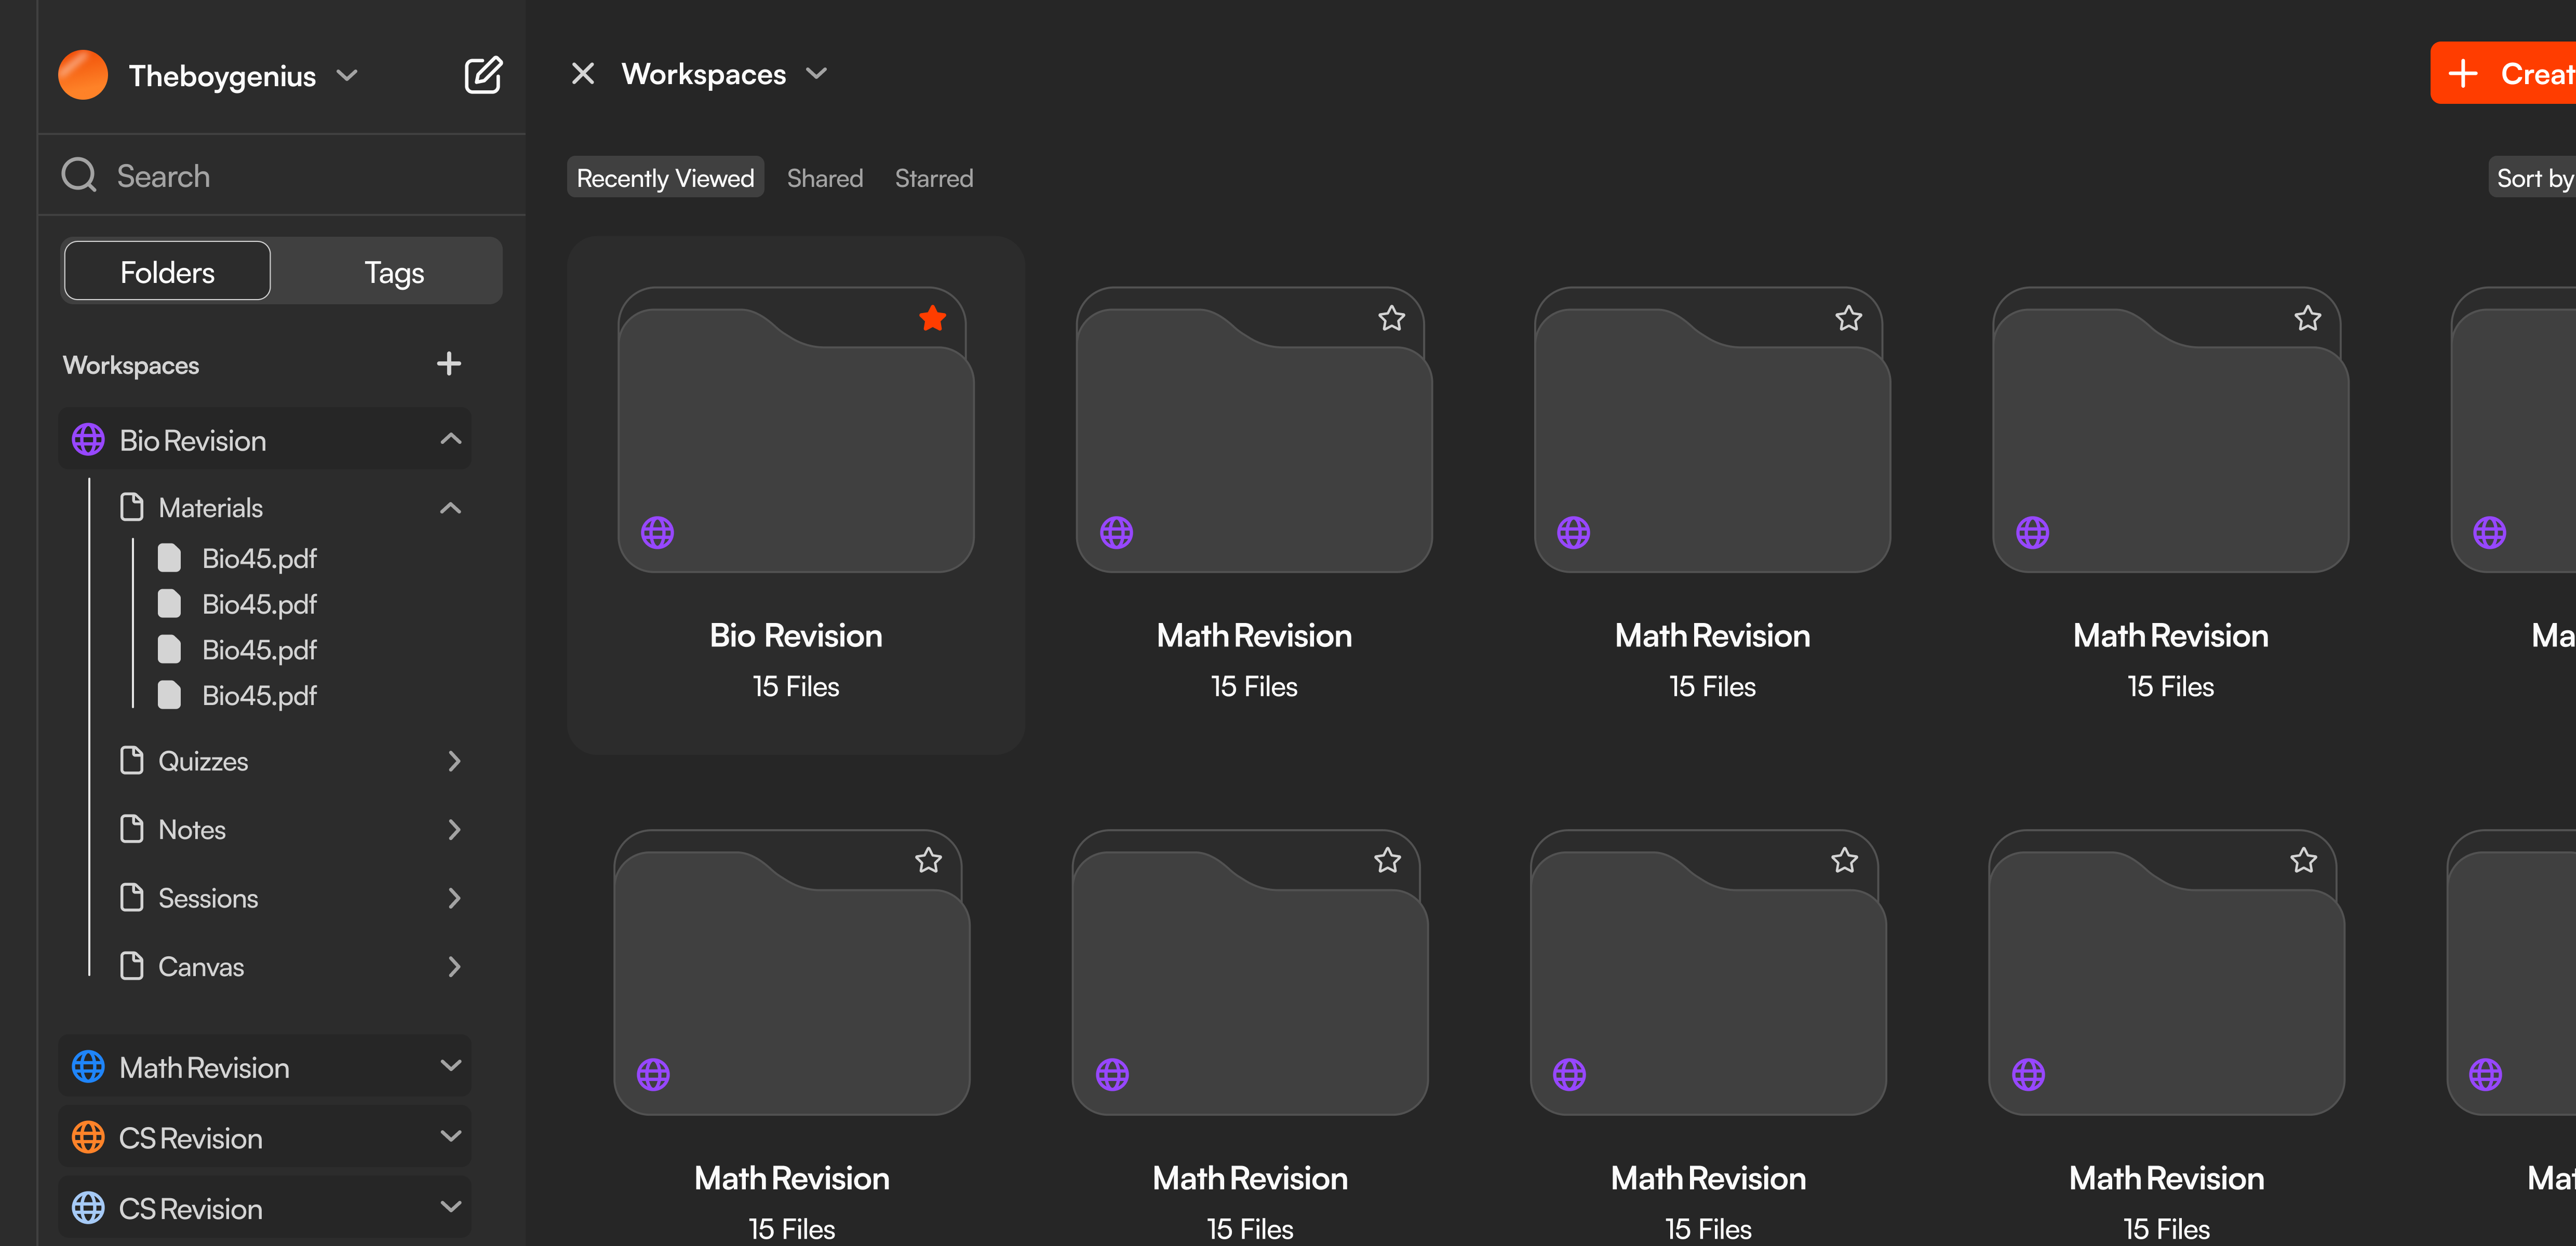 Theboygenius
Search
Folders
Tags
Workspaces
Bio Revision
Materials
Bio45.pdf
Bio45.pdf
Bio45.pdf
Bio45.pdf
Quizzes
Notes
Sessions
Canvas
Math Revision
CS Revision
CS Revision
Workspaces
Creat
Recently Viewed
Shared
Starred
Sort by
Bio Revision
Math Revision
Math Revision
Math Revision
Ma
15 Files
15 Files
15 Files
15 Files
Math Revision
Math Revision
Math Revision
Math Revision
Mat
15 Files
15 Files
15 Files
15 Files